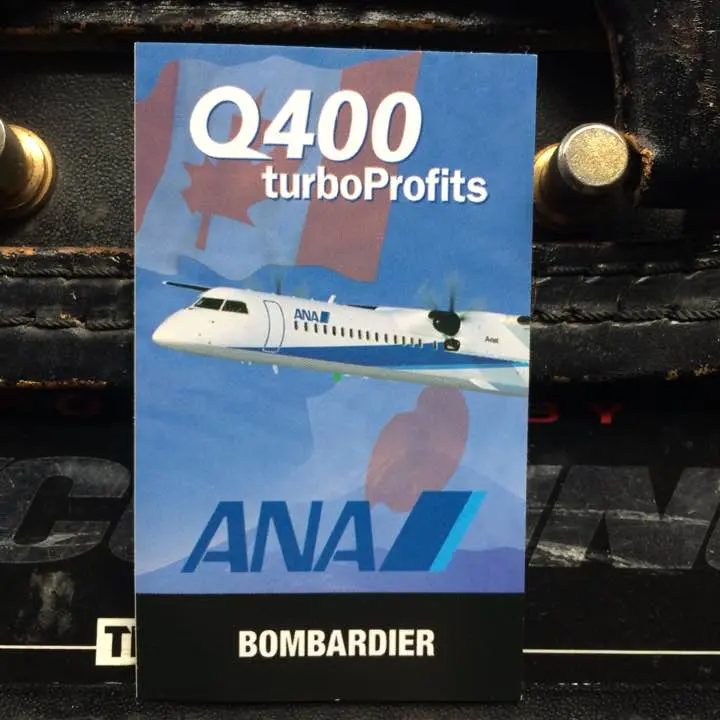 Q400
turboProfits
ANA
ANA
BOMBARDIER